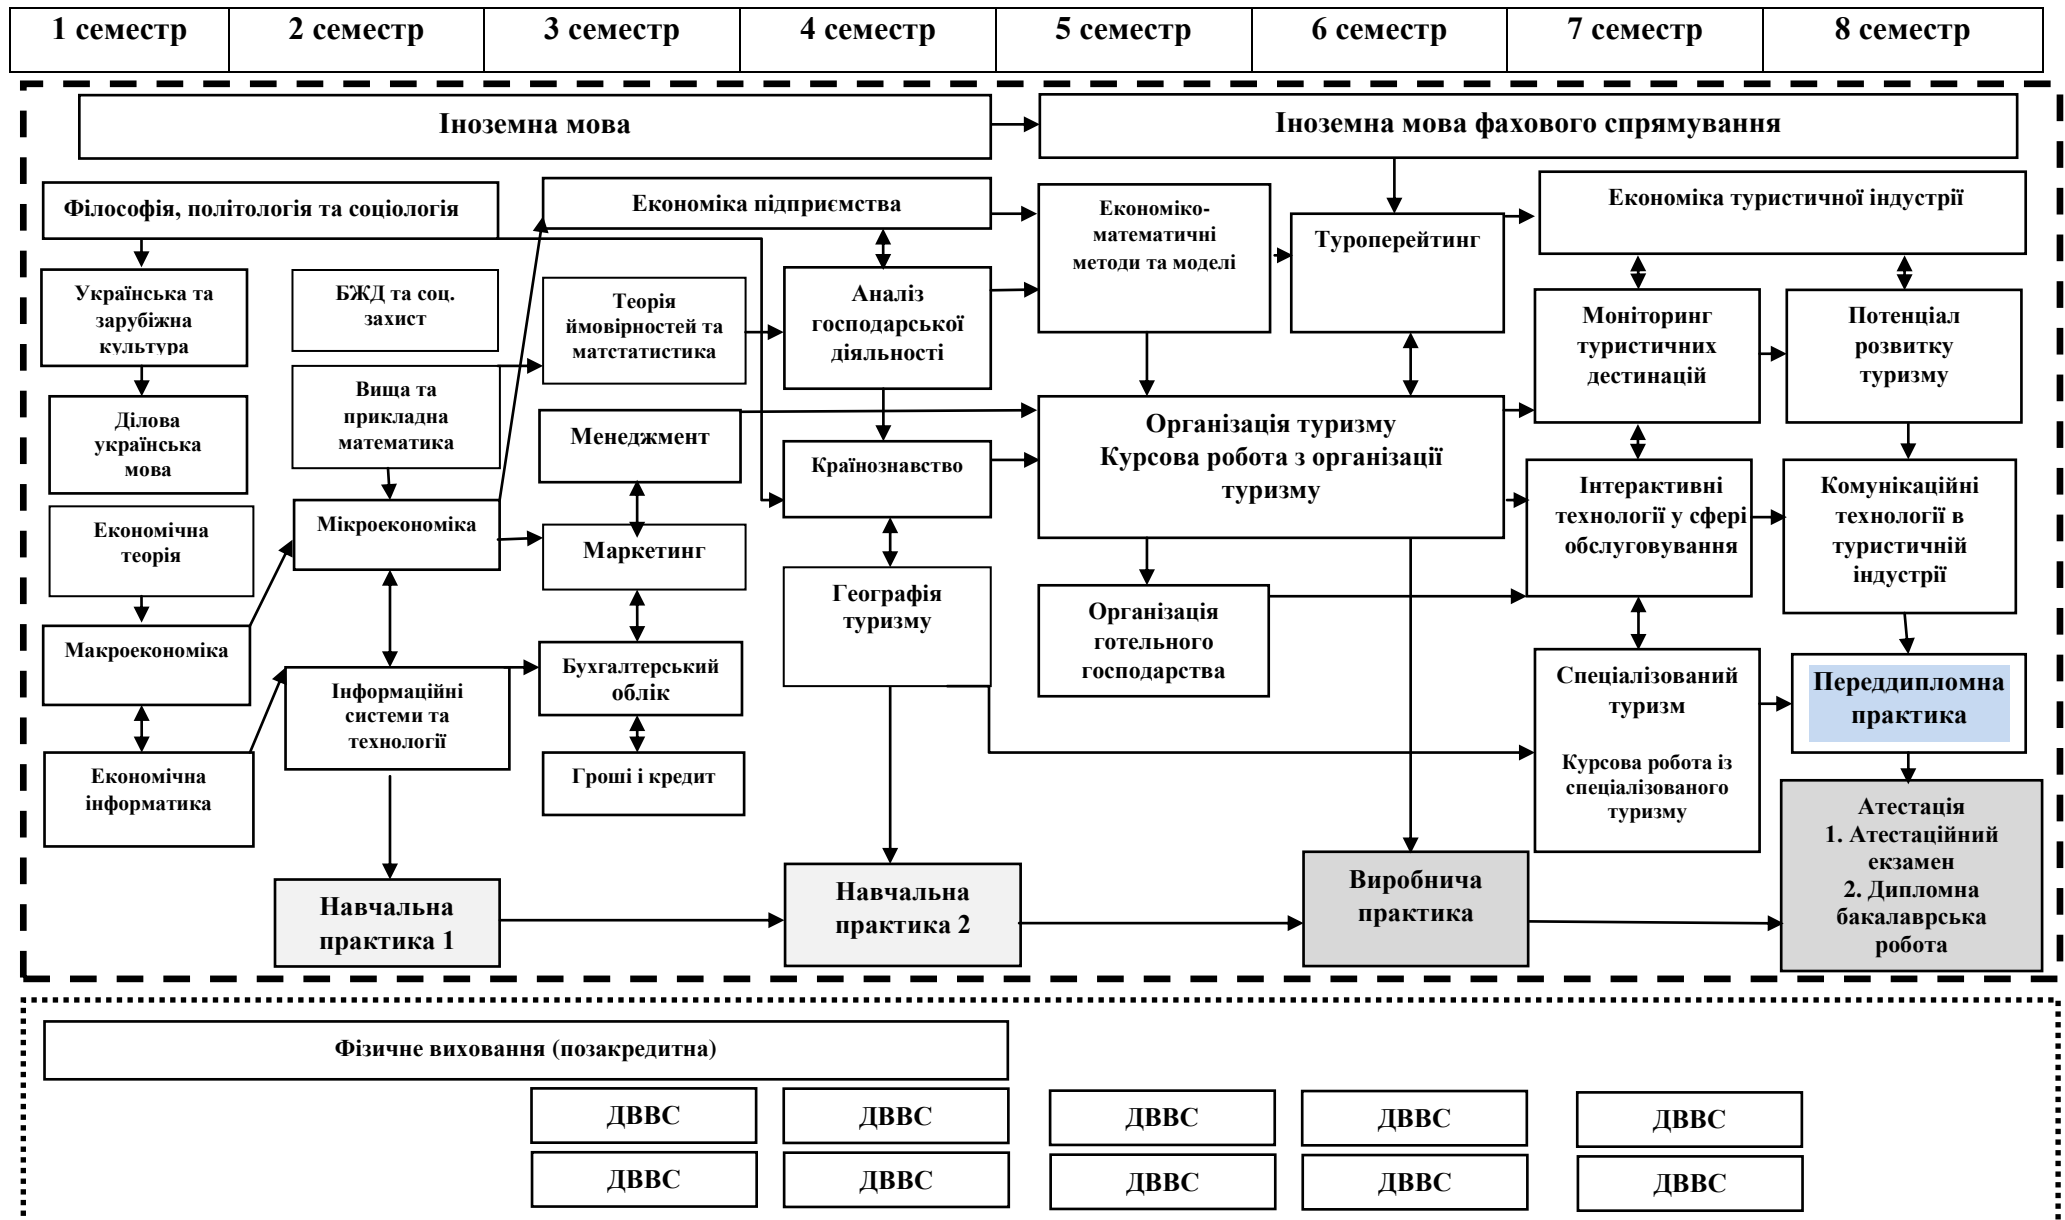 1 семестр
2 семестр
3 семестр
4 семестр
5 семестр
6 семестр
7 семестр
8 семестр
Іноземна мова
Іноземна мова фахового спрямування
Філософія, політологія та соціологія
Економіка підприємства
Економіко-
математичні
методи та моделі
Туроперейтинг
Економіка туристичної індустрії
Українська та
зарубіжна
культура
БЖД та соц.
захист
Теорія
ймовірностей та
матстатистика
Аналіз
господарської
діяльності
Моніторинг
туристичних
дестинацій
Потенціал
розвитку
туризму
Ділова
українська
мова
Вища та
прикладна
математика
Менеджмент
Країнознавство
Організація туризму
Курсова робота з організації
туризму
Інтерактивні
технології у сфері
обслуговування
Комунікаційні
технології в
туристичній
індустрії
Економічна
теорія
Мікроекономіка
Маркетинг
Географія
туризму
Організація
готельного
господарства
Макроекономіка
Інформаційні
системи та
технології
Бухгалтерський
облік
Спеціалізований
туризм
Курсова робота із
спеціалізованого
туризму
Переддипломна
практика
Економічна
інформатика
Гроші і кредит
Атестація
1. Атестаційний
екзамен
2. Дипломна
бакалаврська
робота
Навчальна
практика 1
Навчальна
практика 2
Виробнича
практика
Фізичне виховання (позакредитна)
ДВВС
ДВВС
ДВВС
ДВВС
ДВВС
ДВВС
ДВВС
ДВВС
ДВВС
ДВВС